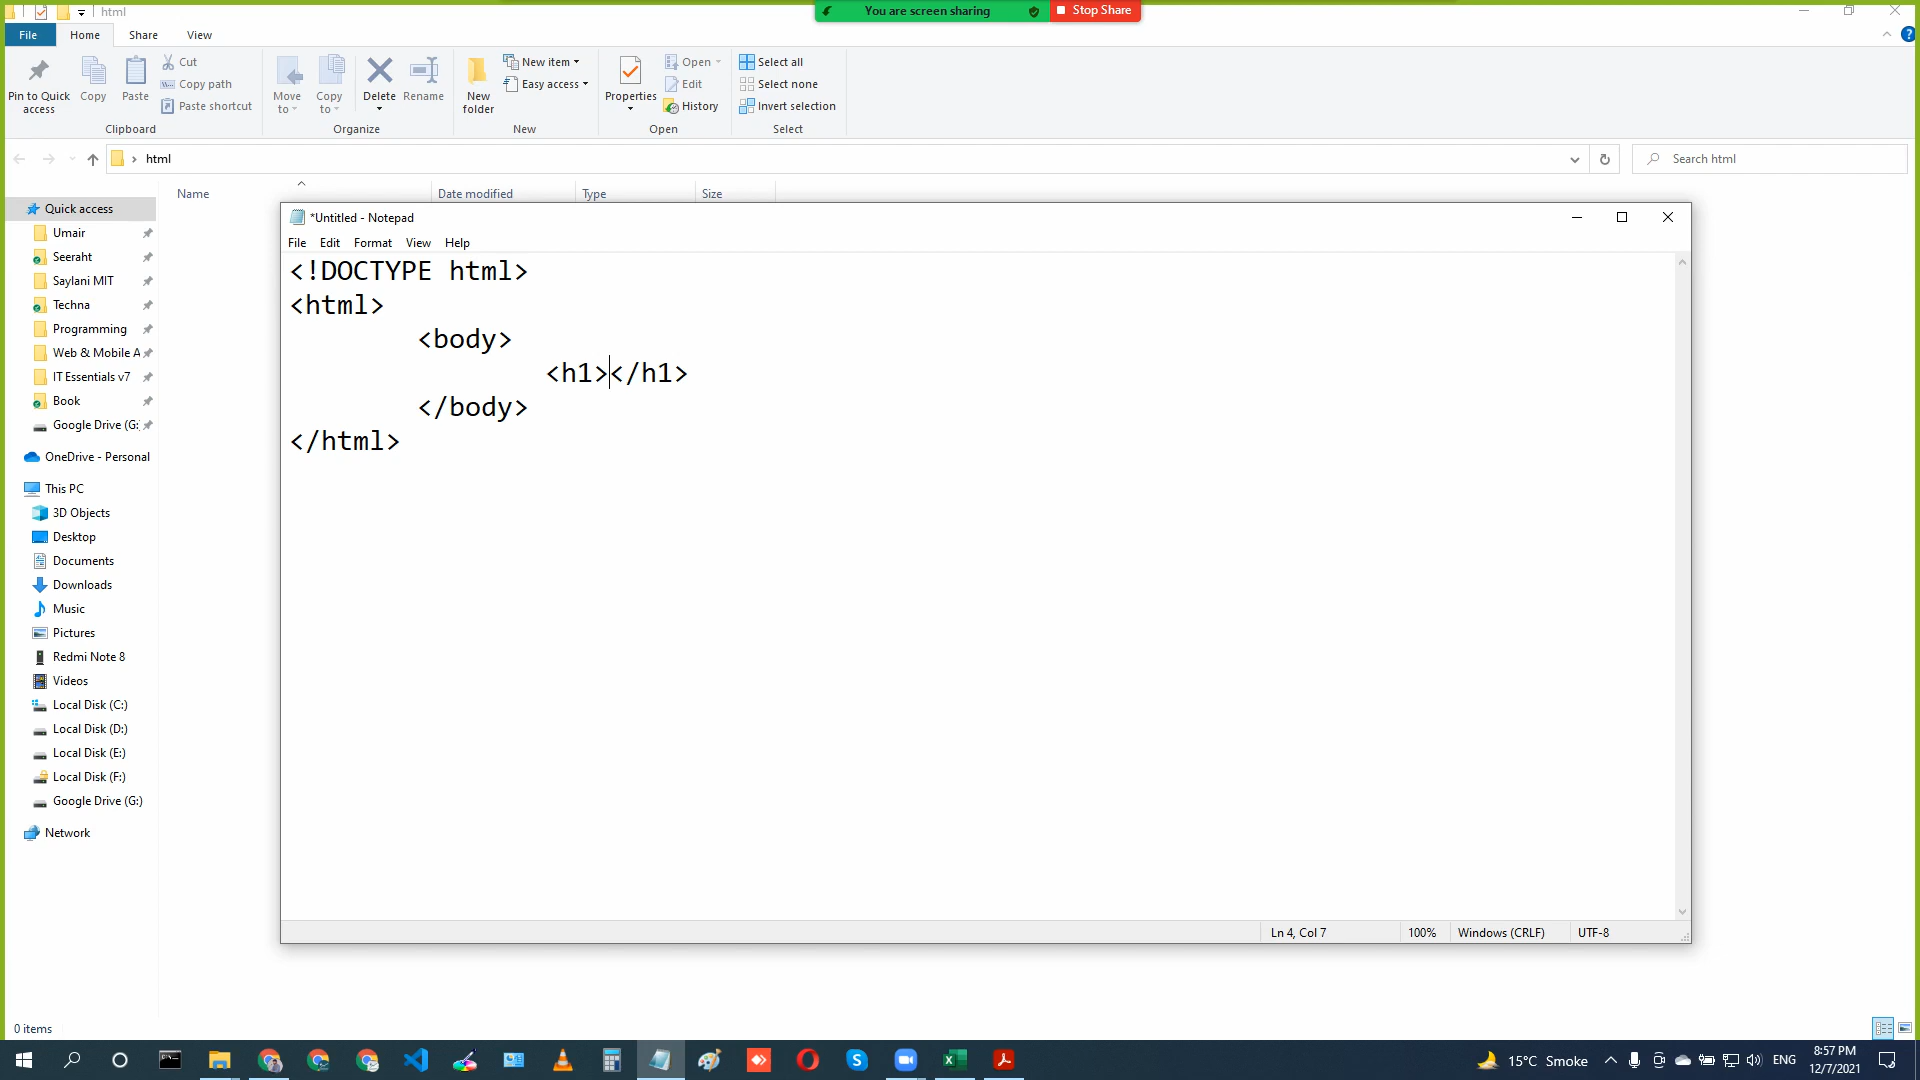 html
You are screen sharing
Stop Share
File
Home
Share
View
Pin to Quick access
Copy
Paste
Cut
Copy path
Paste shortcut
Clipboard
Move to
Copy to
Delete
Rename
Organize
New folder
New item
Easy access
New
Properties
Open
Edit
History
Open
Select all
Select none
Invert selection
Select
html
Search html
Name
Date modified
Type
Size
Quick access
Umair
Seeraht
Saylani MIT
Techna
Programming
Web & Mobile A
IT Essentials v7
Book
Google Drive (G:
OneDrive - Personal
This PC
3D Objects
Desktop
Documents
Downloads
Music
Pictures
Redmi Note 8
Videos
Local Disk (C:)
Local Disk (D:)
Local Disk (E:)
Local Disk (F:)
Google Drive (G:)
Network
*Untitled - Notepad
File Edit Format View Help
<!DOCTYPE html>
<html>
<body>
<h1></h1>
</body>
</html>
Ln 4, Col 7
100%
Windows (CRLF)
UTF-8
0 items
15°C Smoke
ENG
8:57 PM
12/7/2021